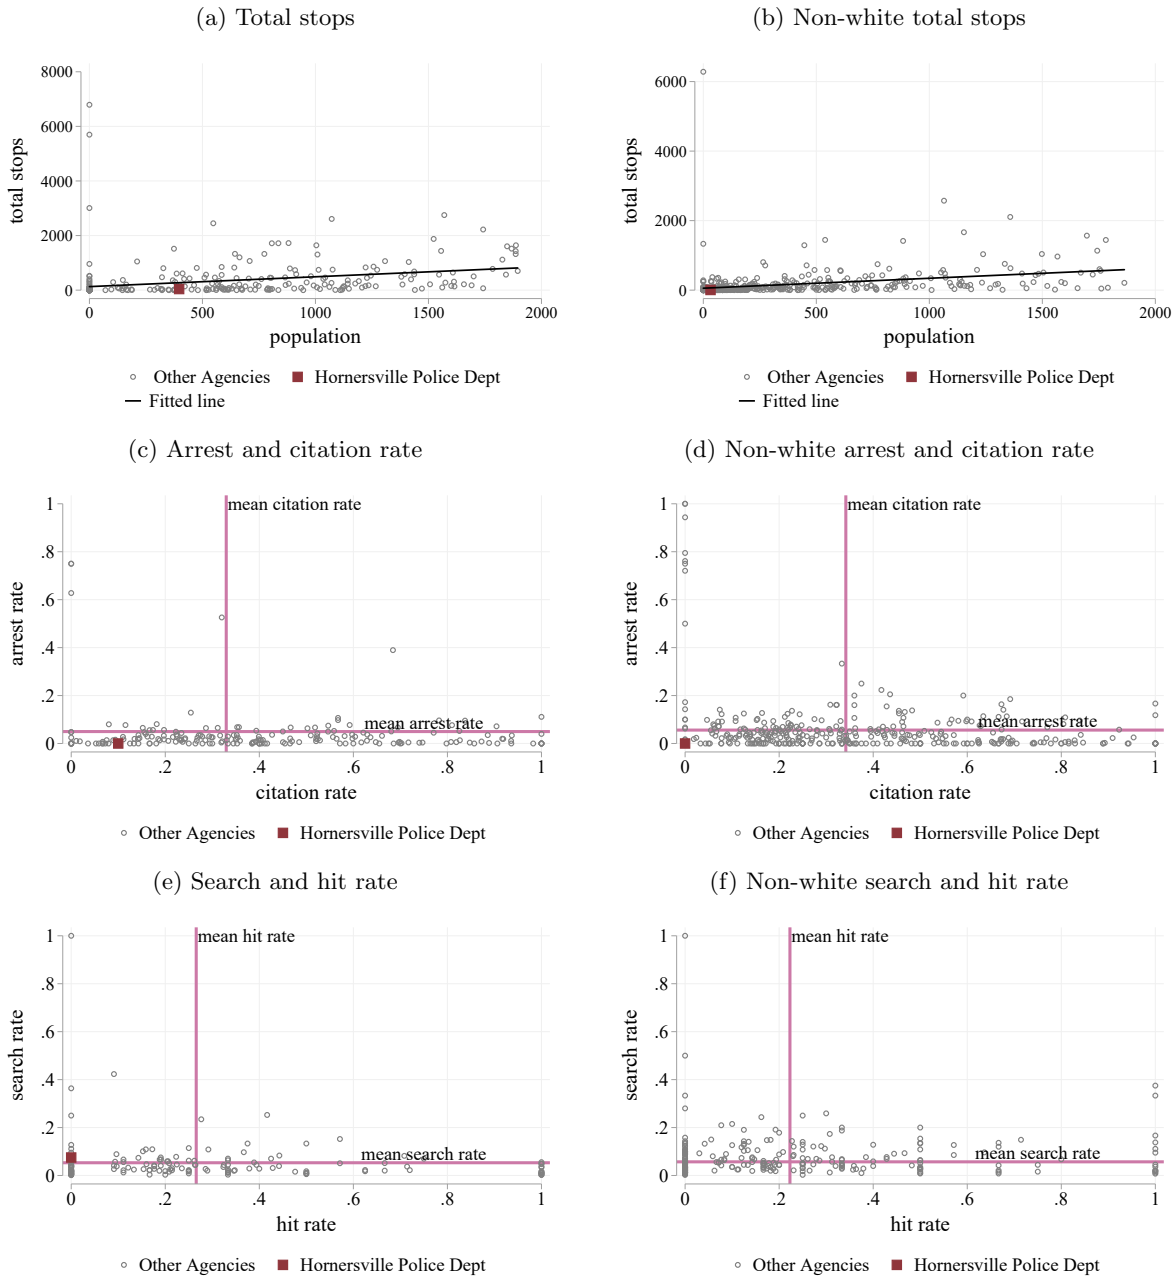 (a) Total stops
(b) Non-white total stops
total stops
8000
6000
4000
2000
0
0 500 1000 1500 2000
population
Other Agencies Hornersville Police Dept
Fitted line
total stops
6000
4000
2000
0
0 500 1000 1500 2000
population
Other Agencies Hornersville Police Dept
Fitted line
(c) Arrest and citation rate
(d) Non-white arrest and citation rate
arrest rate
1
.8
.6
.4
.2
0
mean citation rate
mean arrest rate
0 .2 .4 .6 .8 1
citation rate
Other Agencies Hornersville Police Dept
arrest rate
1
.8
.6
.4
.2
0
mean citation rate
mean arrest rate
0 .2 .4 .6 .8 1
citation rate
Other Agencies Hornersville Police Dept
(e) Search and hit rate
(f) Non-white search and hit rate
search rate
1
.8
.6
.4
.2
0
mean hit rate
mean search rate
0 .2 .4 .6 .8 1
hit rate
Other Agencies Hornersville Police Dept
search rate
1
.8
.6
.4
.2
0
mean hit rate
mean search rate
0 .2 .4 .6 .8 1
hit rate
Other Agencies Hornersville Police Dept